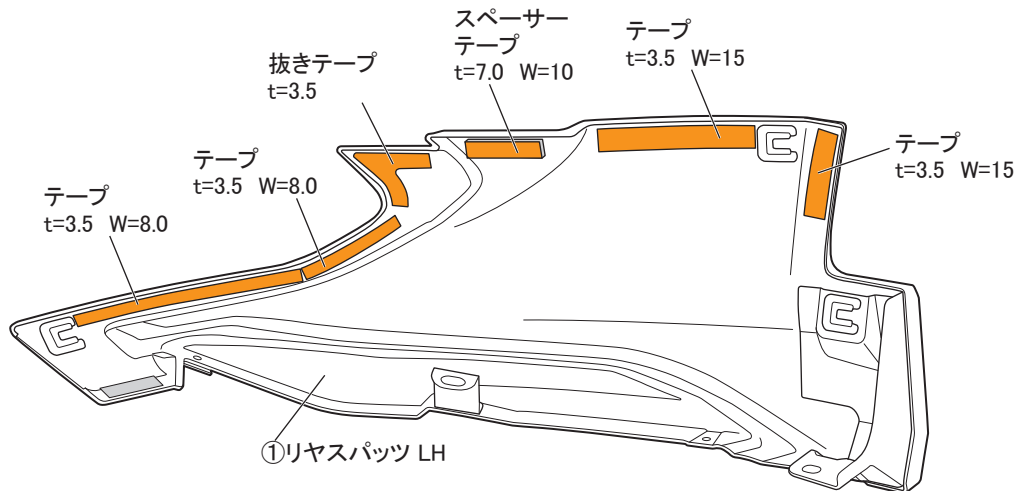 スペーサー
テープ
t=7.0 W=10
テープ
t=3.5 W=15
抜きテープ
t=3.5
テープ
t=3.5 W=15
テープ
t=3.5 W=8.0
テープ
t=3.5 W=8.0
①リヤスパッツ LH